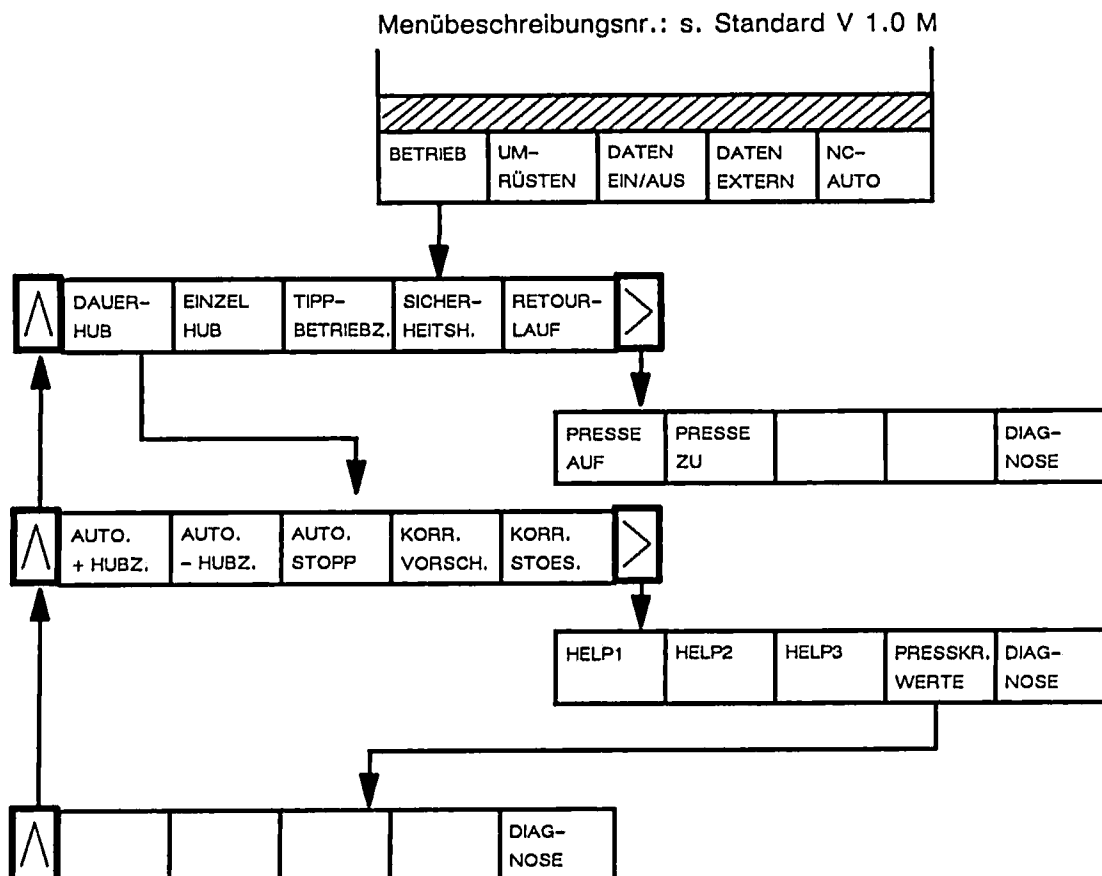 Menübeschreibungsnr.: s. Standard V 1.0 M
BETRIEB
UM-
RÜSTEN
DATEN
EIN/AUS
DATEN
EXTERN
NC-
AUTO
DAUER-
HUB
EINZEL
HUB
TIPP-
BETRIEBZ.
SICHER-
HEITSH.
RETOUR-
LAUF
PRESSE
AUF
PRESSE
ZU
DIAG-
NOSE
AUTO.
+ HUBZ.
AUTO.
- HUBZ.
AUTO.
STOPP
KORR.
VORSCH.
KORR.
STOES.
HELP1
HELP2
HELP3
PRESSKR.
WERTE
DIAG-
NOSE
DIAG-
NOSE